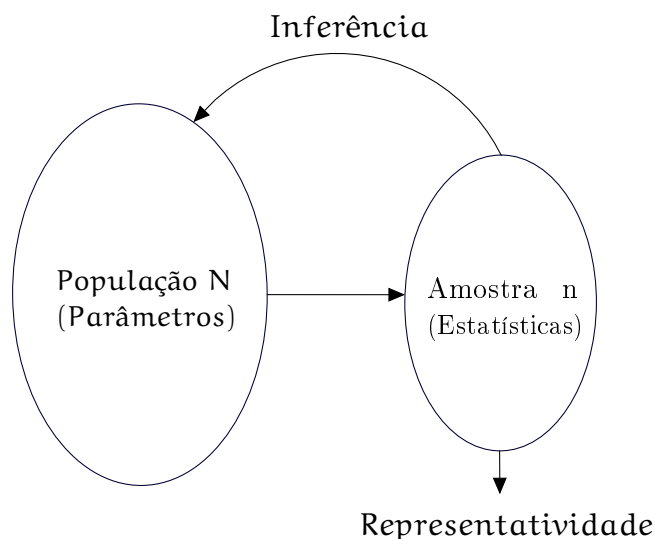 Inferência
População N
(Parâmetros)
Amostra n
(Estatísticas)
Representatividade